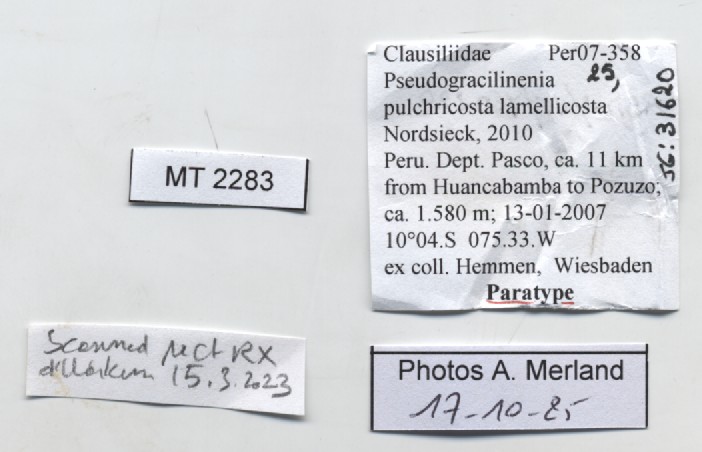 Clausiliidae Per07-358
Pseudogracilinenia 25,
pulchricosta lamellicosta
Nordsieck, 2010
Peru. Dept. Pasco, ca. 11 km
from Huancabamba to Pozuzo;
ca. 1.580 m; 13-01-2007
10°04.S 075.33.W
ex coll. Hemmen, Wiesbaden
Paratype
JG: 31620
MT 2283
Scanned µCt RX
15.3.2023
Photos A. Merland
17-10-25